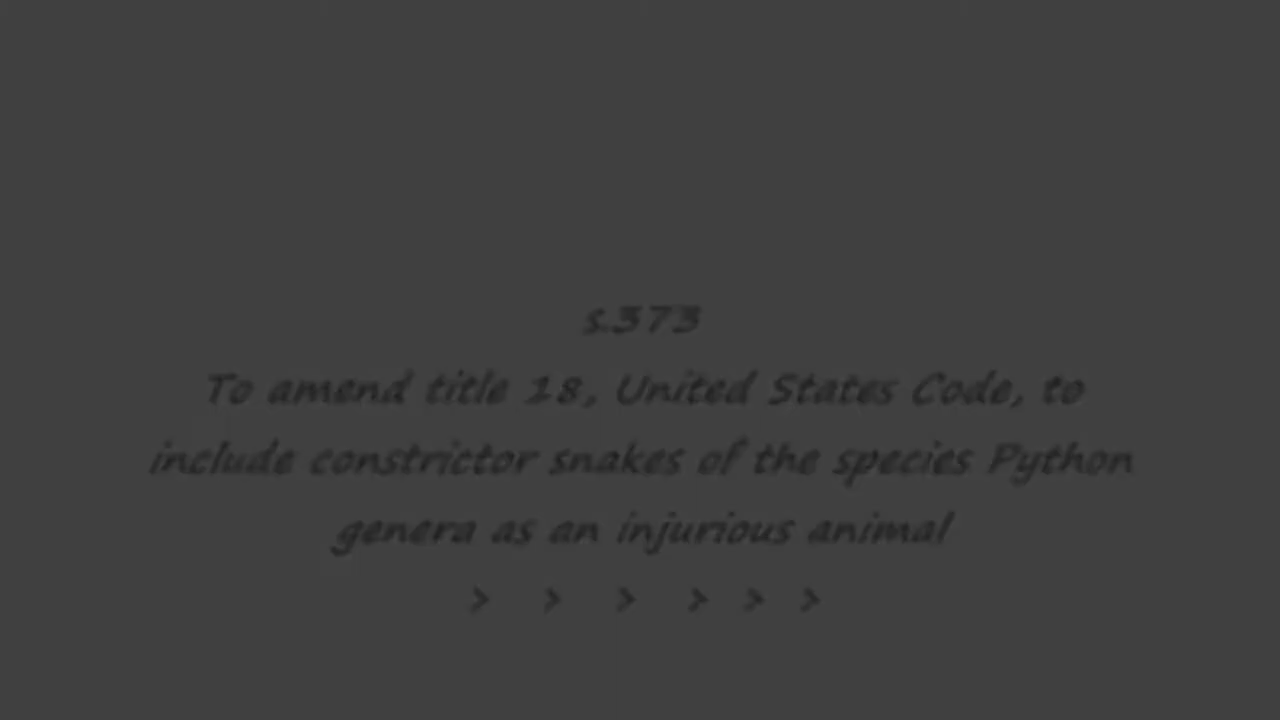 s.373
To amend title 18, United States Code, to
include constrictor snakes of the species Python
genera as an injurious animal
> > > > > >